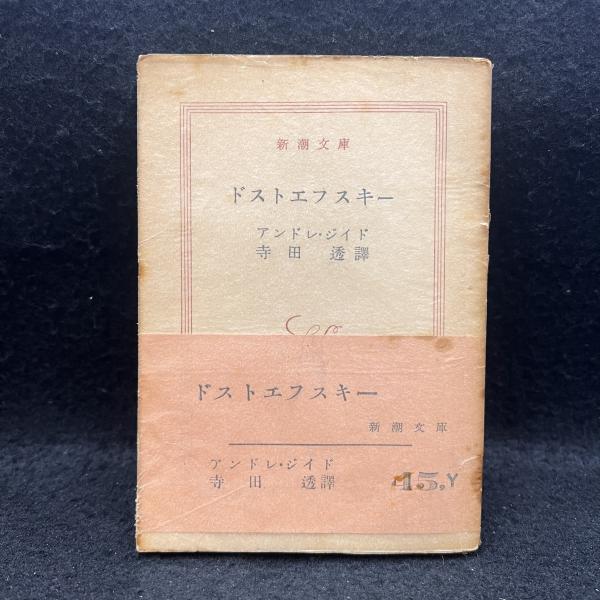 新潮文庫
ドストエフスキー
アンドレ・ジイド
寺田 透譯
ドストエフスキー
新潮文庫
アンドレ・ジイド
寺田 透譯
45.Y